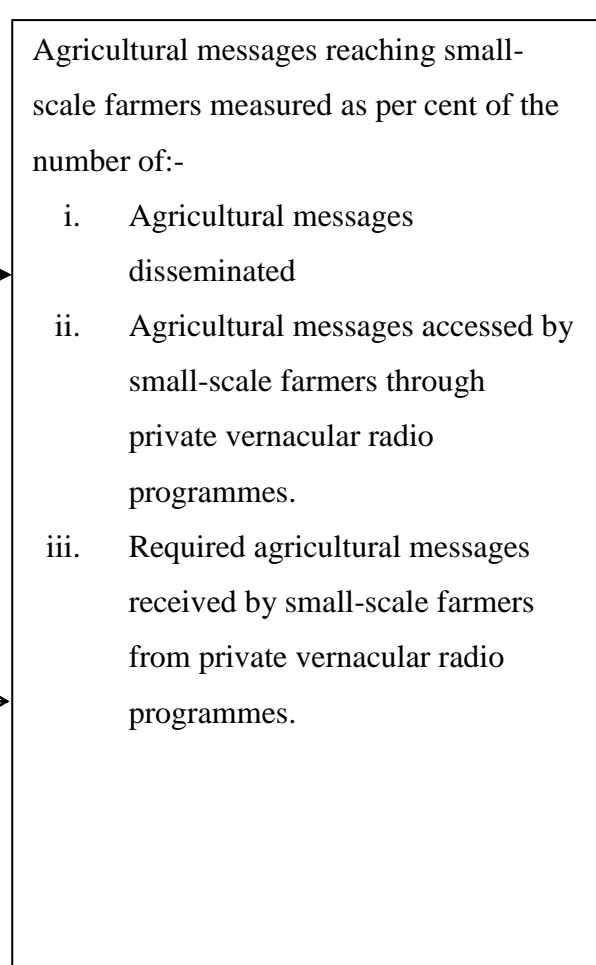 Agricultural messages reaching small-
scale farmers measured as per cent of the
number of:-
i. Agricultural messages
disseminated
ii. Agricultural messages accessed by
small-scale farmers through
private vernacular radio
programmes.
iii. Required agricultural messages
received by small-scale farmers
from private vernacular radio
programmes.